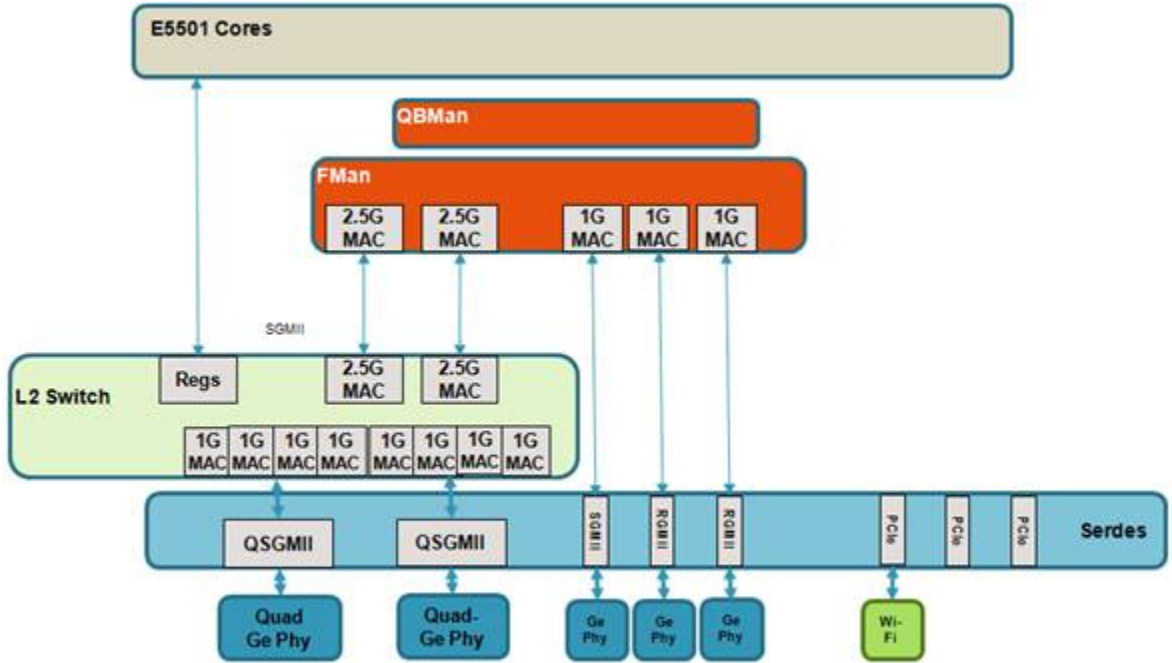 E5501 Cores
QBMan
FMan
2.5G
MAC
2.5G
MAC
1G
MAC
1G
MAC
1G
MAC
SGMII
L2 Switch
Regs
2.5G
MAC
2.5G
MAC
1G
MAC
1G
MAC
1G
MAC
1G
MAC
1G
MAC
1G
MAC
1G
MAC
1G
MAC
QSGMII
QSGMII
SGMII
RGMII
RGMII
PCIe
PCIe
PCIe
Serdes
Quad
Ge Phy
Quad-
Ge Phy
Ge
Phy
Ge
Phy
Ge
Phy
Wi-
Fi